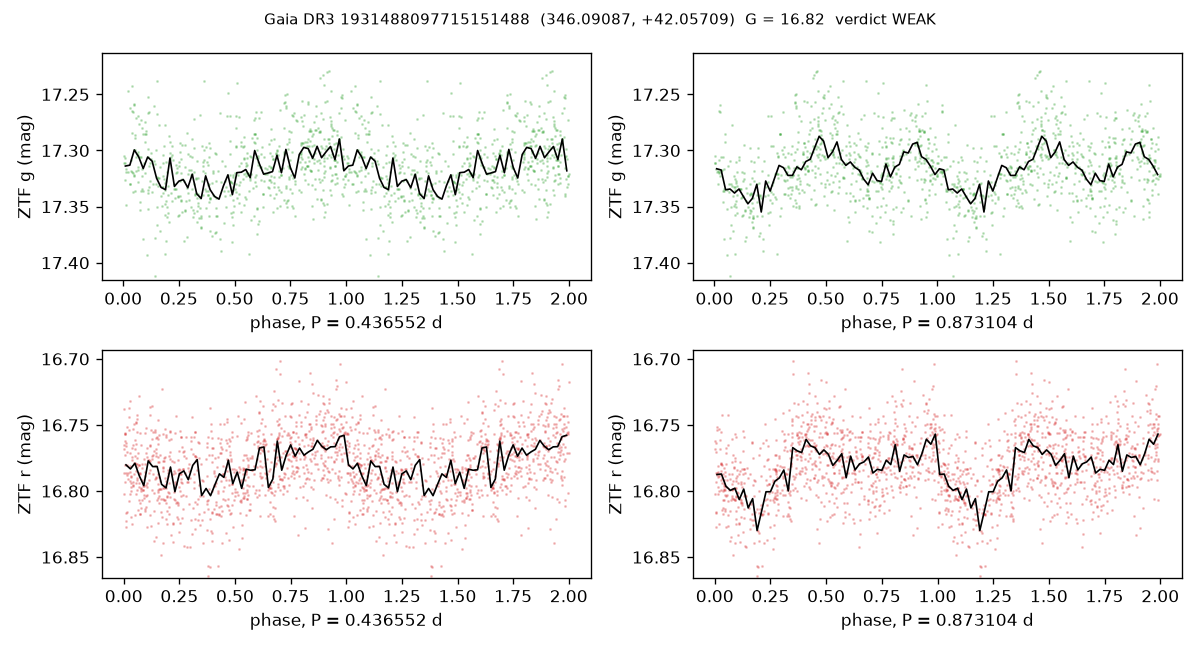 Gaia DR3 1931488097715151488  (346.09087, +42.05709)  G = 16.82  verdict WEAK
ZTF g (mag)
17.25
17.30
17.35
17.40
0.00 0.25 0.50 0.75 1.00 1.25 1.50 1.75 2.00
phase, P = 0.436552 d
ZTF g (mag)
17.25
17.30
17.35
17.40
0.00 0.25 0.50 0.75 1.00 1.25 1.50 1.75 2.00
phase, P = 0.873104 d
ZTF r (mag)
16.70
16.75
16.80
16.85
0.00 0.25 0.50 0.75 1.00 1.25 1.50 1.75 2.00
phase, P = 0.436552 d
ZTF r (mag)
16.70
16.75
16.80
16.85
0.00 0.25 0.50 0.75 1.00 1.25 1.50 1.75 2.00
phase, P = 0.873104 d